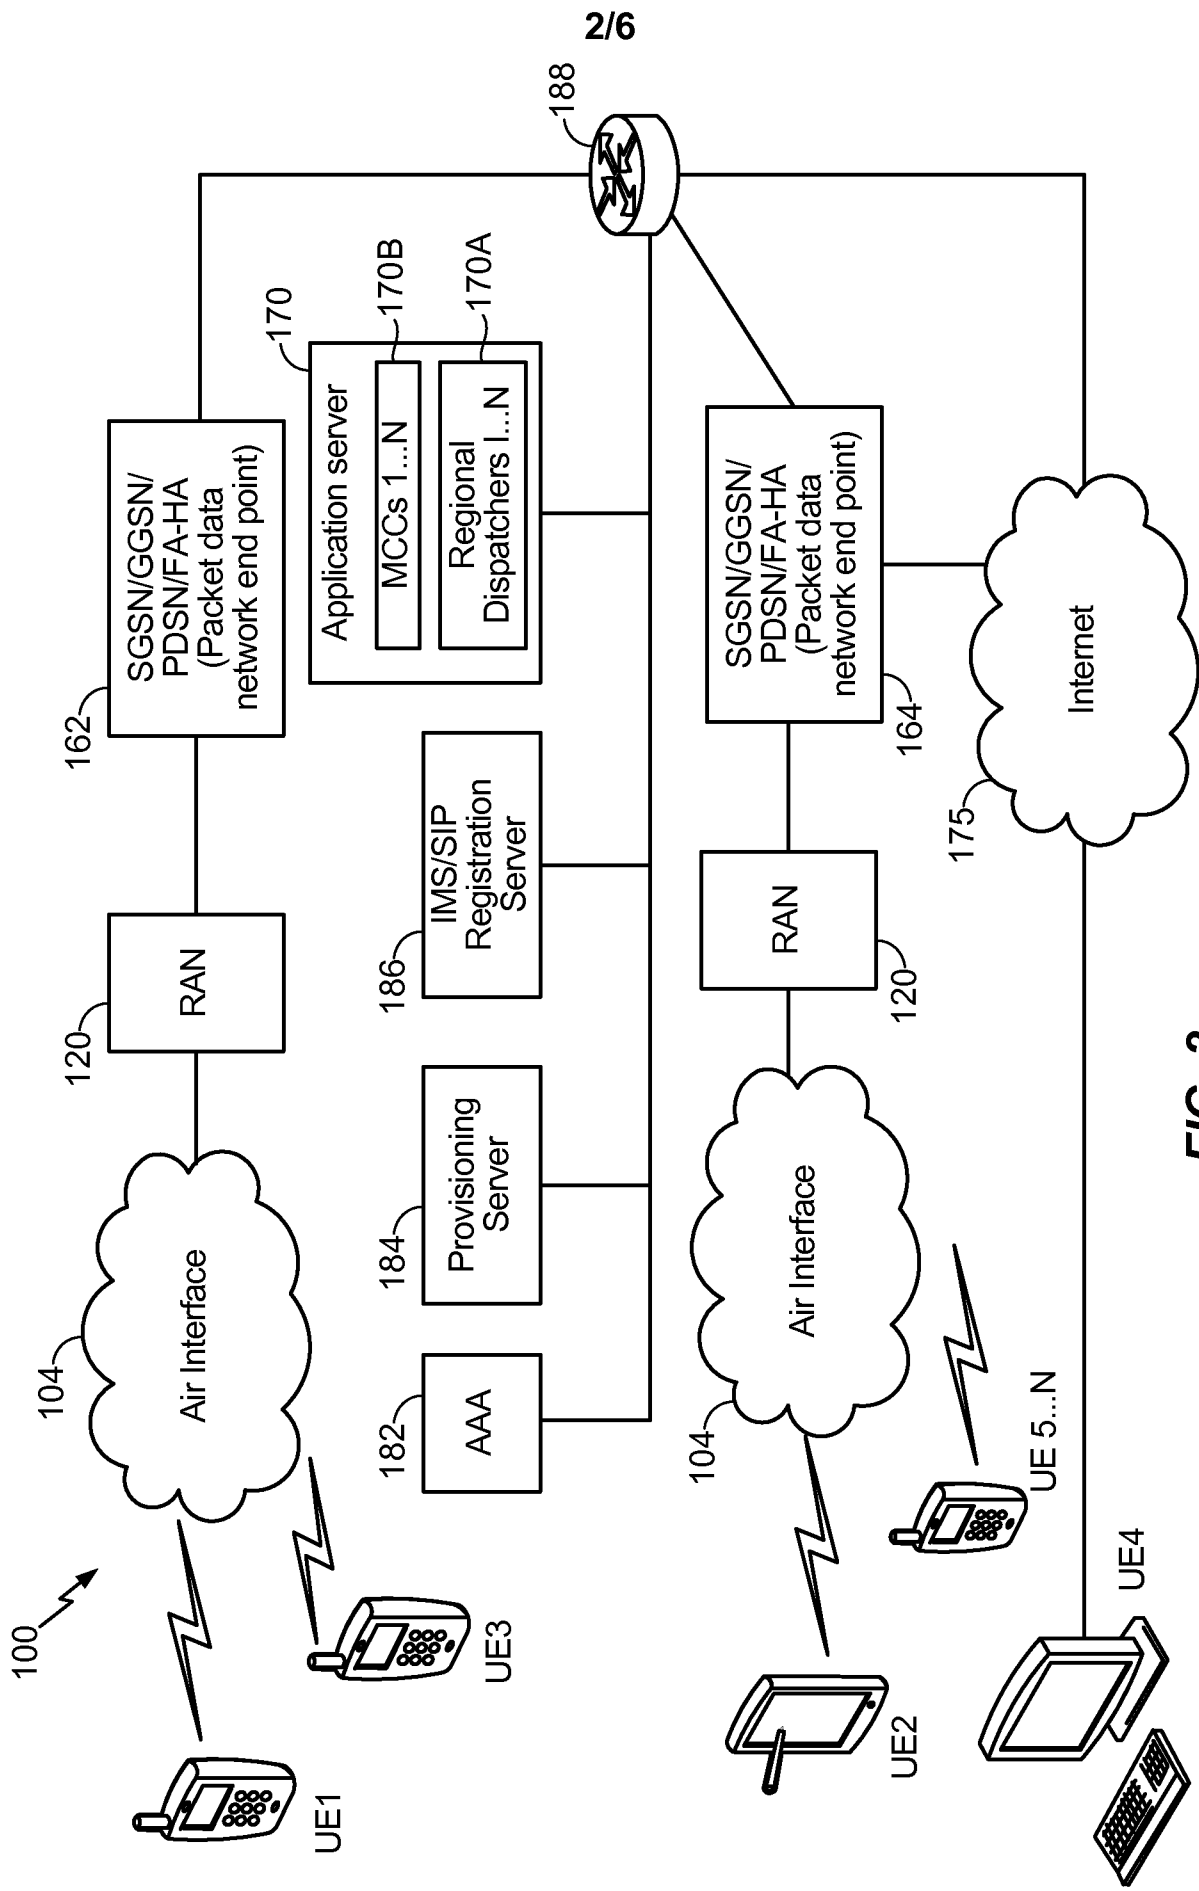 2/6
100
UE1
UE3
104
Air Interface
120
RAN
162
SGSN/GGSN/
PDSN/FA-HA
(Packet data
network end point)
182
AAA
184
Provisioning
Server
186
IMS/SIP
Registration
Server
170
Application server
170B
MCCs 1...N
170A
Regional
Dispatchers I...N
188
UE2
104
Air Interface
120
RAN
164
SGSN/GGSN/
PDSN/FA-HA
(Packet data
network end point)
UE 5...N
UE4
175
Internet